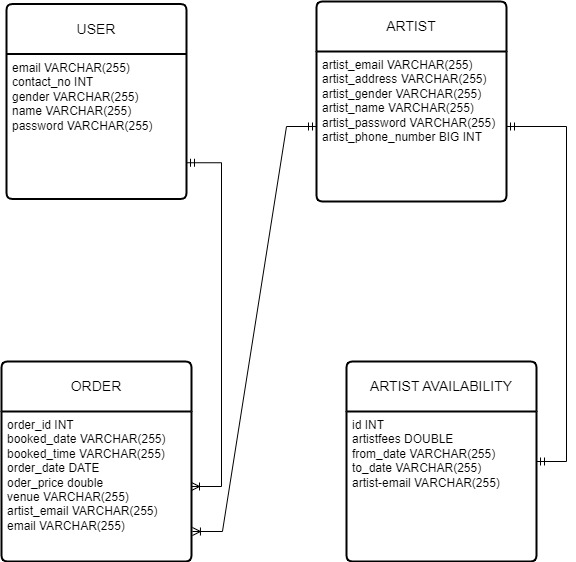 USER
email VARCHAR(255)
contact_no INT
gender VARCHAR(255)
name VARCHAR(255)
password VARCHAR(255)
ARTIST
artist_email VARCHAR(255)
artist_address VARCHAR(255)
artist_gender VARCHAR(255)
artist_name VARCHAR(255)
artist_password VARCHAR(255)
artist_phone_number BIG INT
ORDER
order_id INT
booked_date VARCHAR(255)
booked_time VARCHAR(255)
order_date DATE
oder_price double
venue VARCHAR(255)
artist_email VARCHAR(255)
email VARCHAR(255)
ARTIST AVAILABILITY
id INT
artistfees DOUBLE
from_date VARCHAR(255)
to_date VARCHAR(255)
artist-email VARCHAR(255)